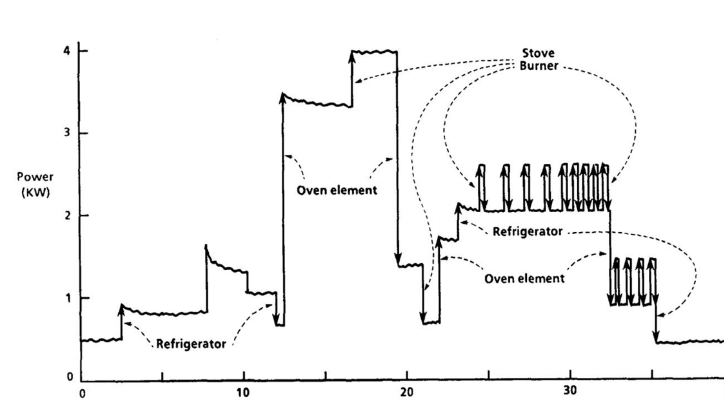 4
Stove
Burner
3
Power
(KW)
Oven element
2
Refrigerator
Oven element
1
Refrigerator
0
0 10 20 30